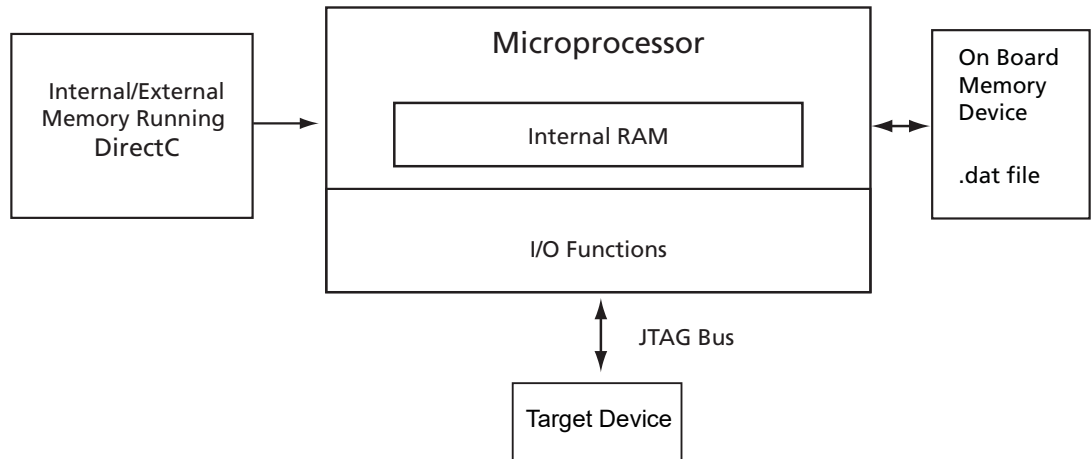 Microprocessor
Internal/External
Memory Running
DirectC
Internal RAM
On Board
Memory
Device
.dat file
I/O Functions
JTAG Bus
Target Device